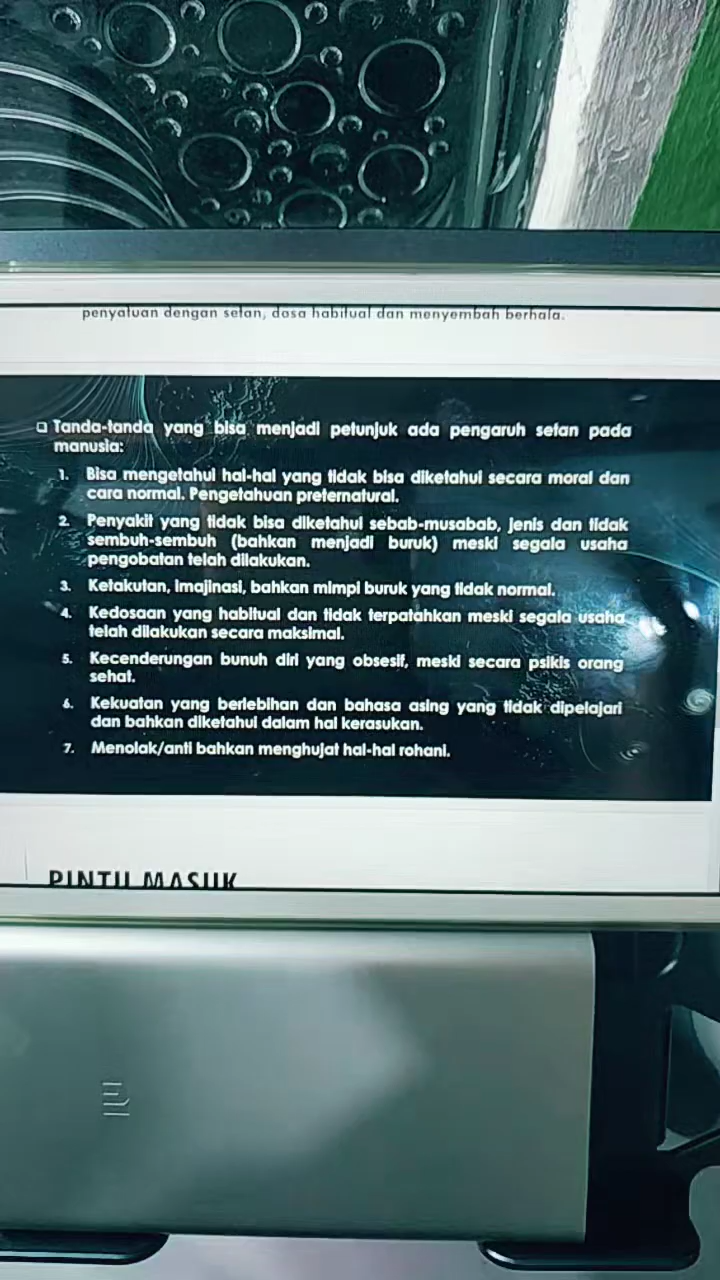 penyatuan dengan setan, dosa habitual dan menyembah berhala.
❑ Tanda-tanda yang bisa menjadi petunjuk ada pengaruh setan pada
manusia:
1. Bisa mengetahui hal-hal yang tidak bisa diketahui secara moral dan
cara normal. Pengetahuan preternatural.
2. Penyakit yang tidak bisa diketahui sebab-musabab, jenis dan tidak
sembuh-sembuh (bahkan menjadi buruk) meski segala usaha
pengobatan telah dilakukan.
3. Ketakutan, imajinasi, bahkan mimpi buruk yang tidak normal.
4. Kedosaan yang habitual dan tidak terpatahkan meski segala usaha
telah dilakukan secara maksimal.
5. Kecenderungan bunuh diri yang obsesif, meski secara psikis orang
sehat.
6. Kekuatan yang berlebihan dan bahasa asing yang tidak dipelajari
dan bahkan diketahui dalam hal kerasukan.
7. Menolak/anti bahkan menghujat hal-hal rohani.
PINTU MASUK